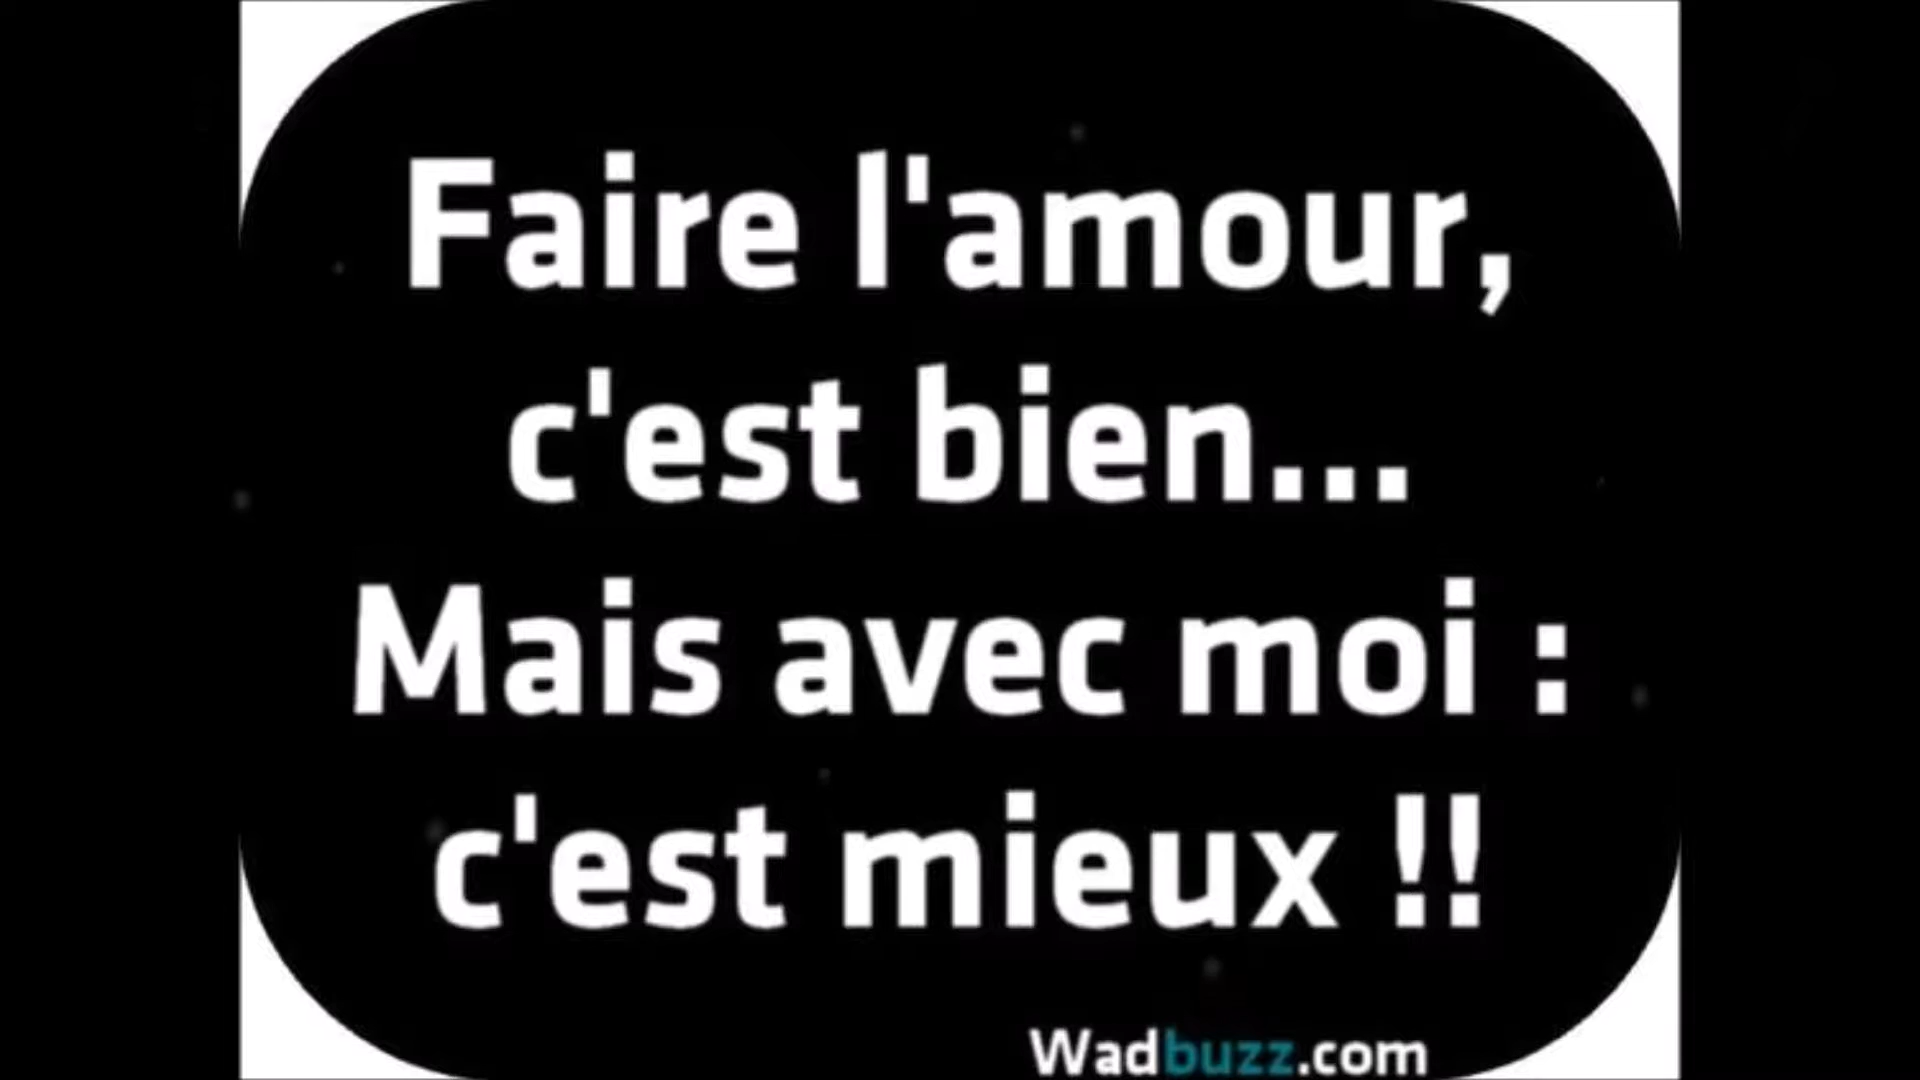 Faire l'amour,
c'est bien...
Mais avec moi :
c'est mieux !!
Wadbuzz.com